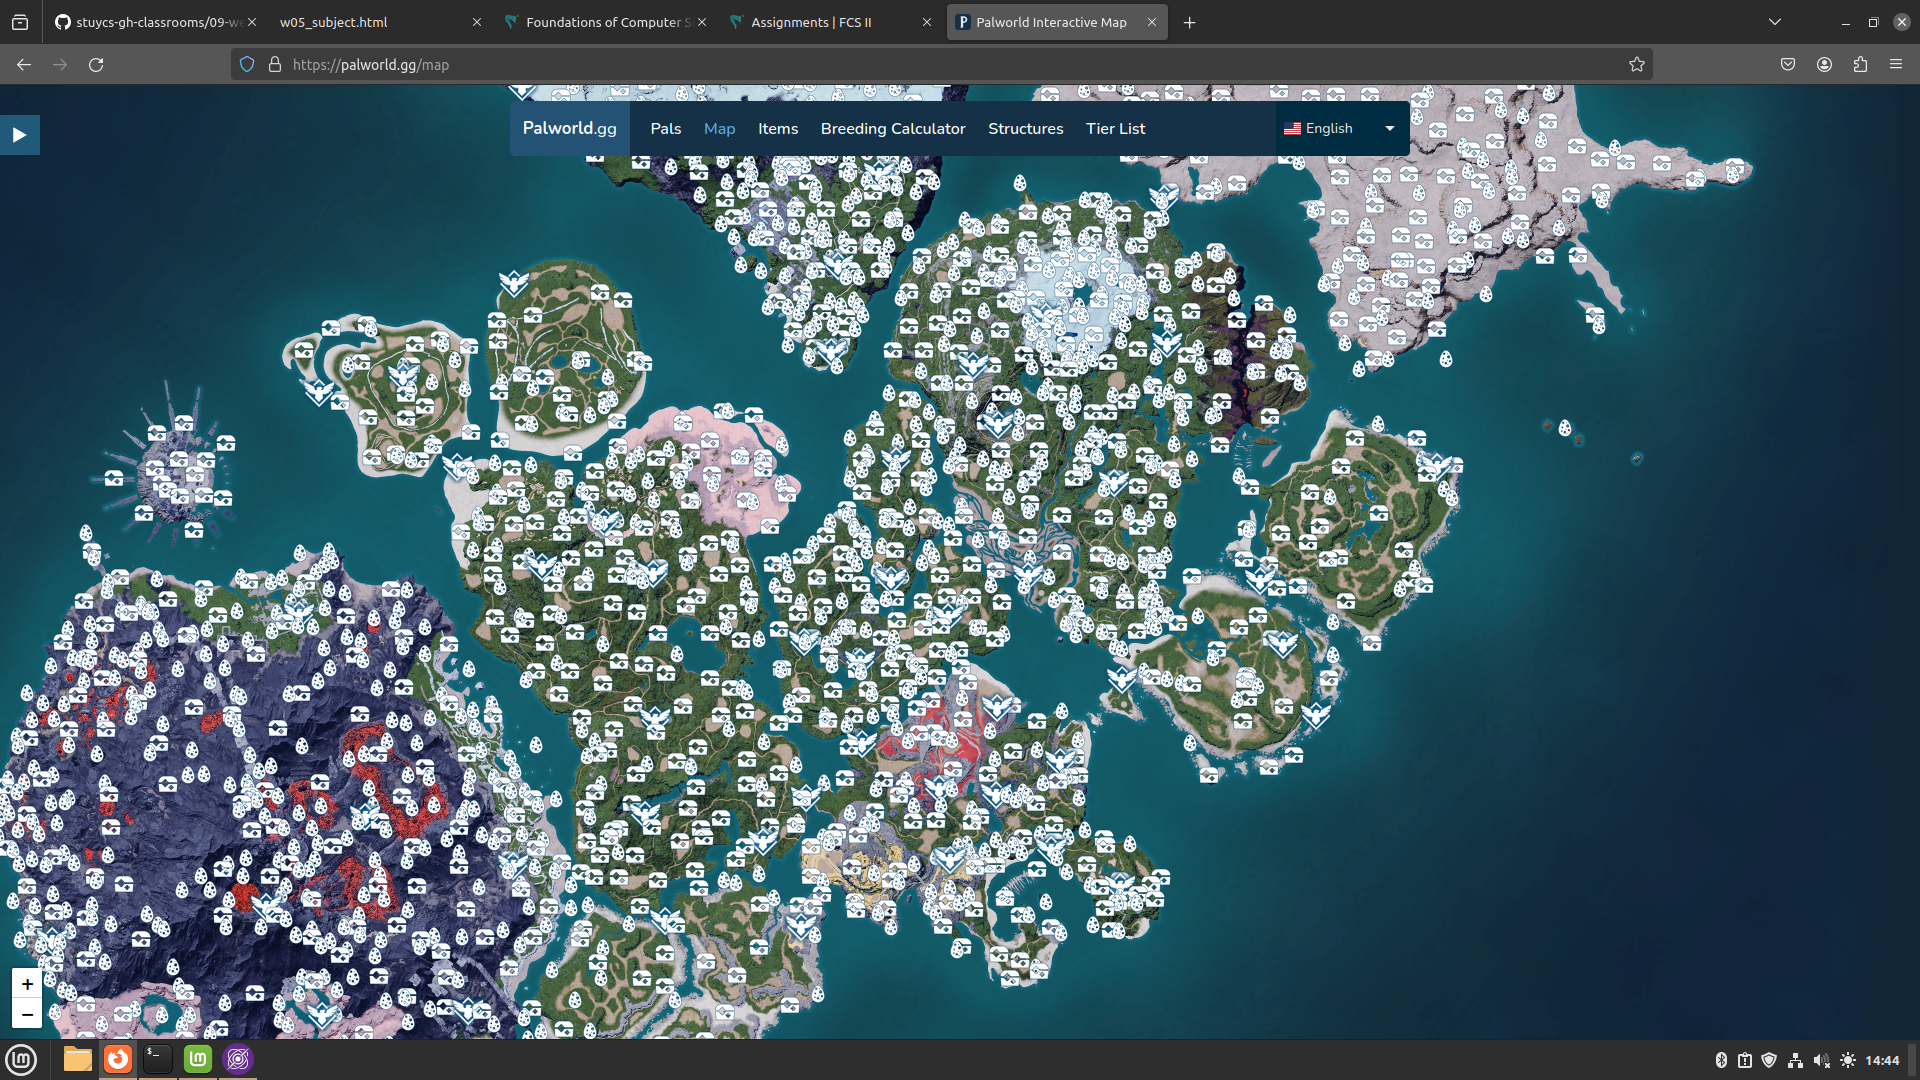 stuycs-gh-classrooms/09-we
w05_subject.html
Foundations of Computer S
Assignments | FCS II
Palworld Interactive Map
https://palworld.gg/map
Palworld.gg
Pals
Map
Items
Breeding Calculator
Structures
Tier List
English
+
−
14:44